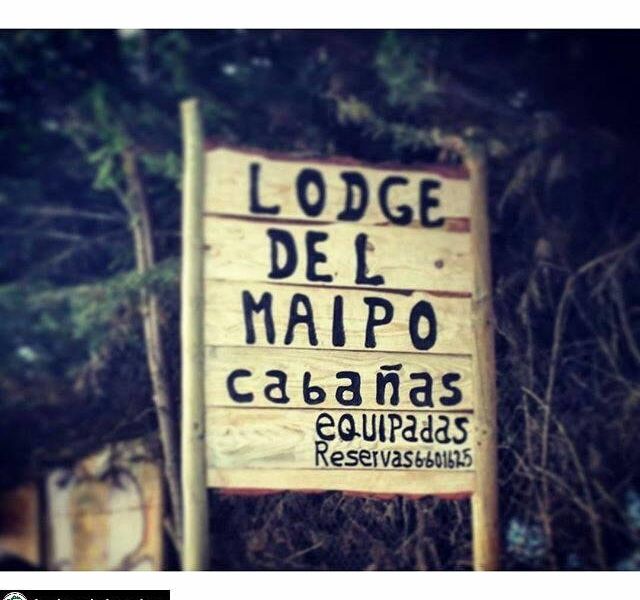 LODGE
DEL
MAIPO
cabañas
equipadas
Reservas6601625